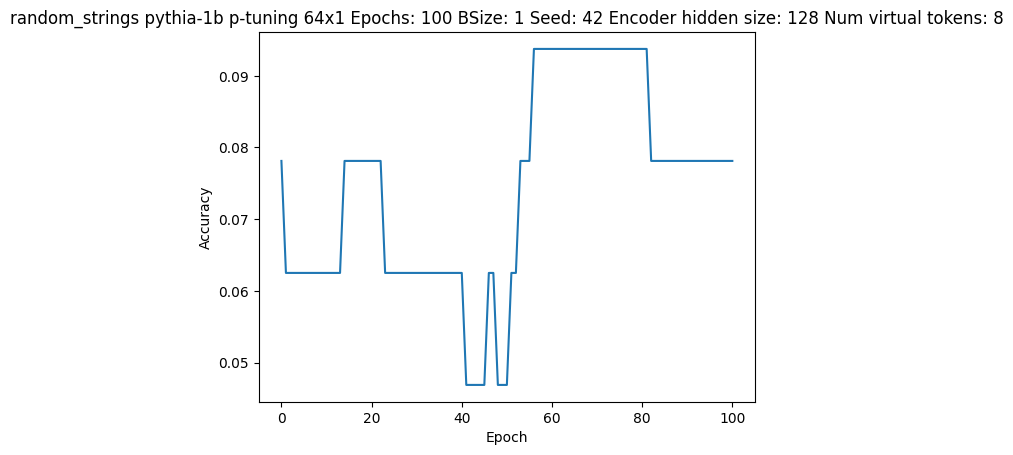 random_strings pythia-1b p-tuning 64x1 Epochs: 100 BSize: 1 Seed: 42 Encoder hidden size: 128 Num virtual tokens: 8
0.09
0.08
0.07
0.06
0.05
Accuracy
0 20 40 60 80 100
Epoch